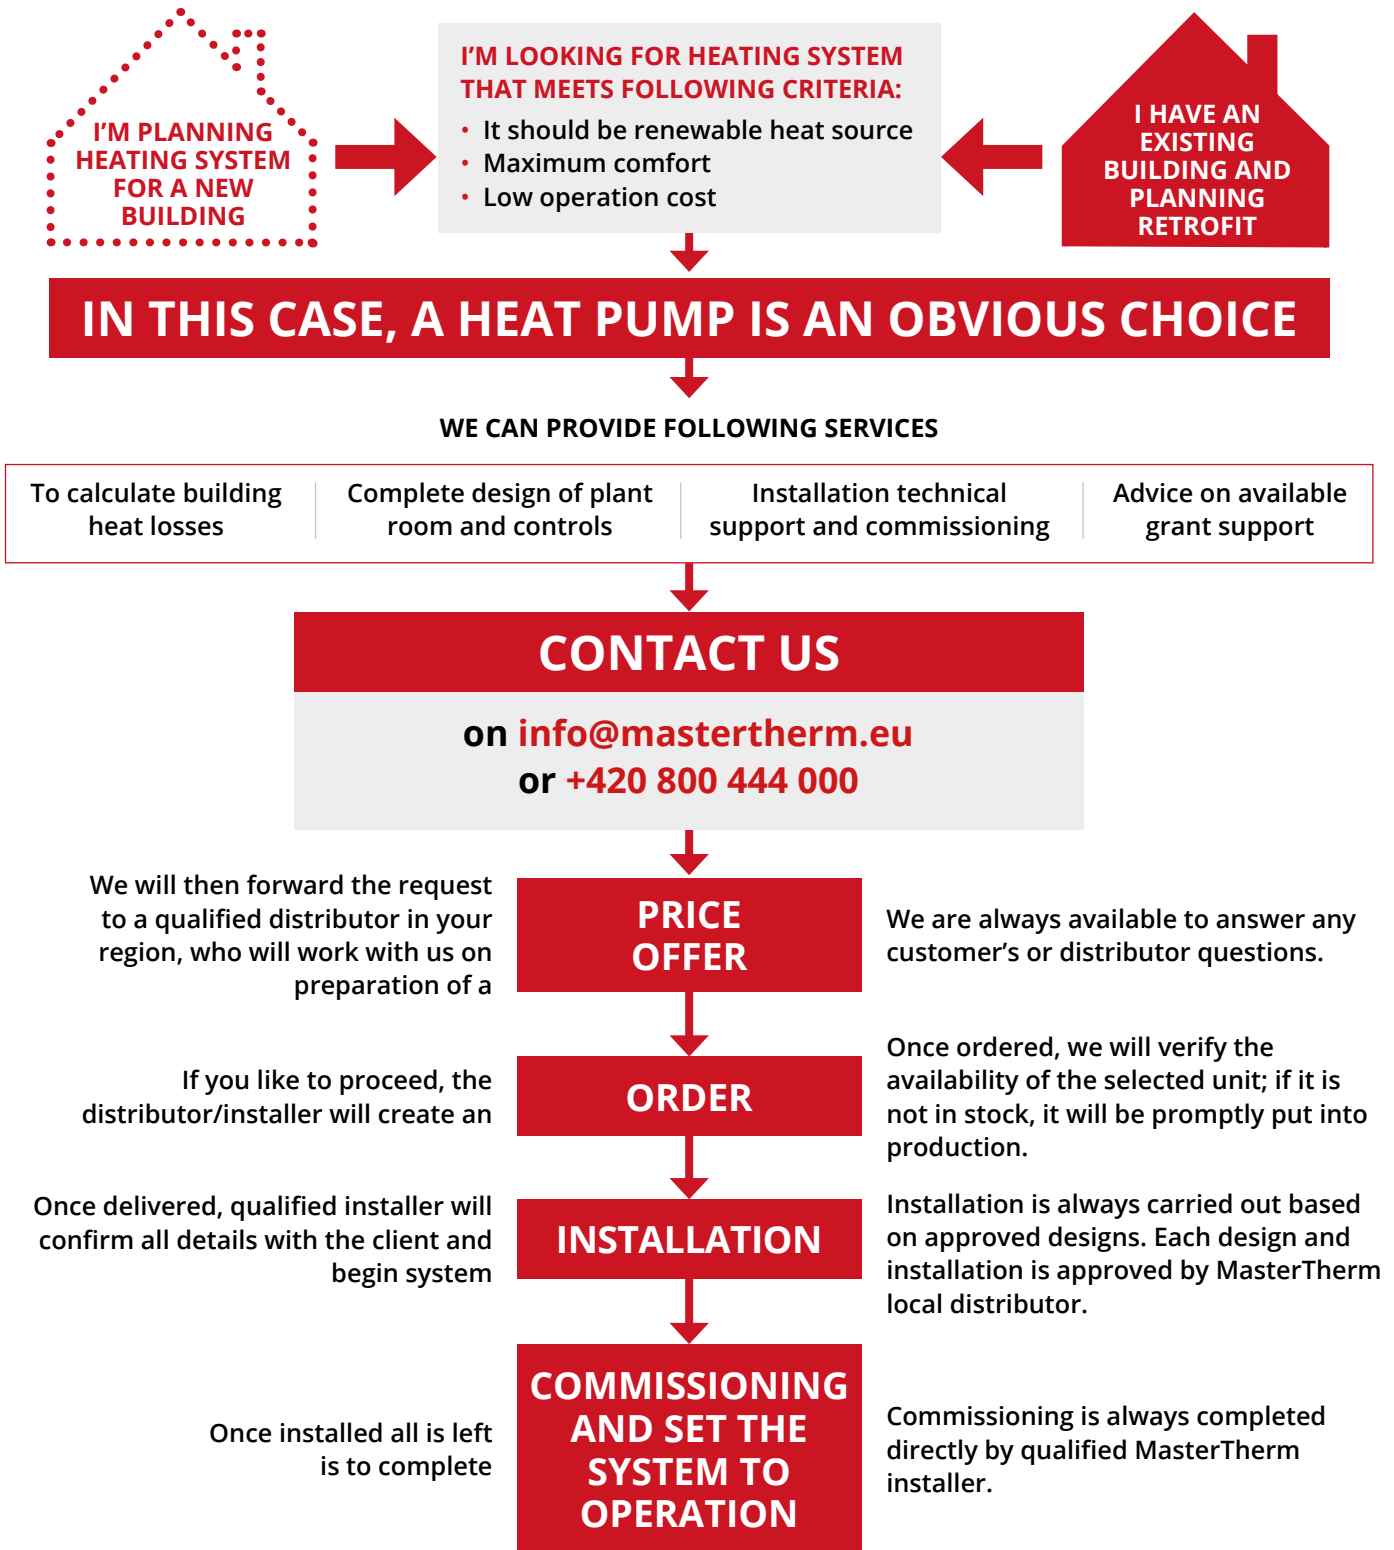 I’M PLANNING
HEATING SYSTEM
FOR A NEW
BUILDING
I’M LOOKING FOR HEATING SYSTEM
THAT MEETS FOLLOWING CRITERIA:
• It should be renewable heat source
• Maximum comfort
• Low operation cost
I HAVE AN
EXISTING
BUILDING AND
PLANNING
RETROFIT
IN THIS CASE, A HEAT PUMP IS AN OBVIOUS CHOICE
WE CAN PROVIDE FOLLOWING SERVICES
To calculate building
heat losses
Complete design of plant
room and controls
Installation technical
support and commissioning
Advice on available
grant support
CONTACT US
on info@mastertherm.eu
or +420 800 444 000
We will then forward the request
to a qualified distributor in your
region, who will work with us on
preparation of a
PRICE
OFFER
We are always available to answer any
customer’s or distributor questions.
If you like to proceed, the
distributor/installer will create an
ORDER
Once ordered, we will verify the
availability of the selected unit; if it is
not in stock, it will be promptly put into
production.
Once delivered, qualified installer will
confirm all details with the client and
begin system
INSTALLATION
Installation is always carried out based
on approved designs. Each design and
installation is approved by MasterTherm
local distributor.
Once installed all is left
is to complete
COMMISSIONING
AND SET THE
SYSTEM TO
OPERATION
Commissioning is always completed
directly by qualified MasterTherm
installer.